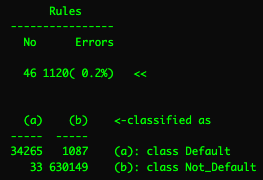 Rules
----------------
No Errors
46 1120( 0.2%) <<
(a) (b) <-classified as
----- -----
34265 1087 (a): class Default
33 630149 (b): class Not_Default